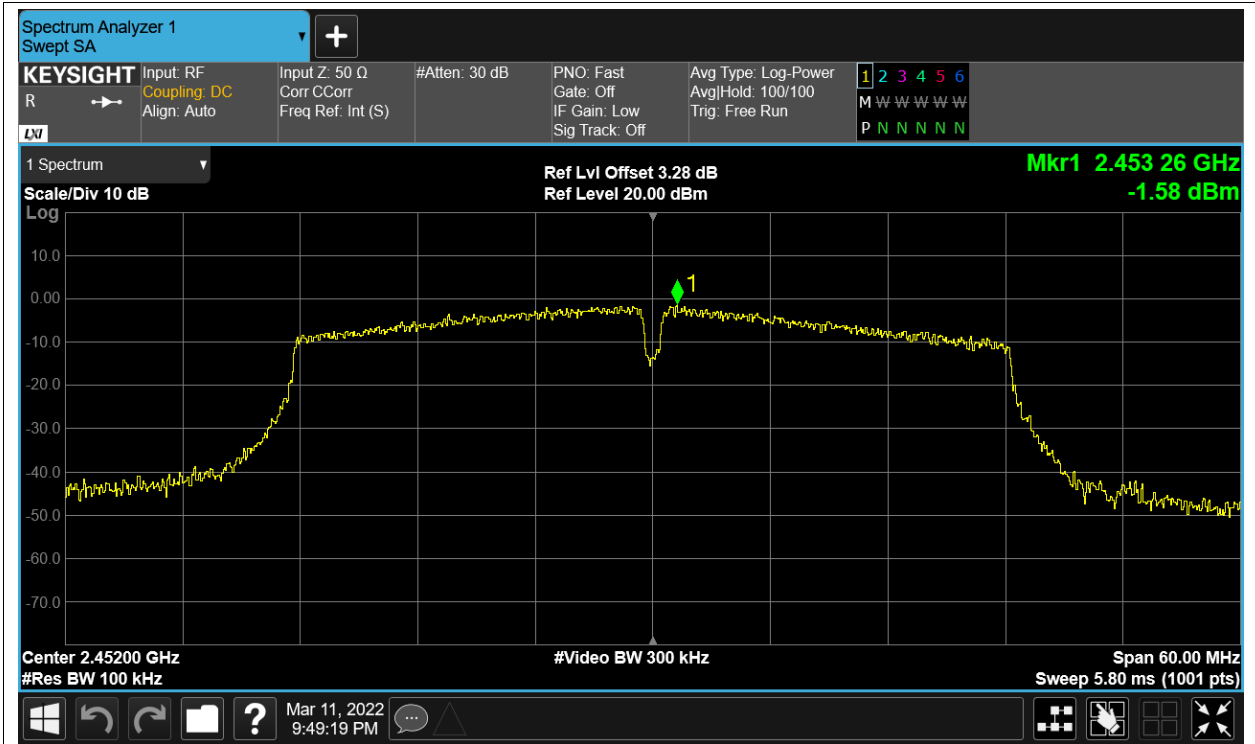 Spectrum Analyzer 1
Swept SA
KEYSIGHT
R
LXI
Input: RF
Coupling: DC
Align: Auto
Input Z: 50 Ω
Corr CCorr
Freq Ref: Int (S)
#Atten: 30 dB
PNO: Fast
Gate: Off
IF Gain: Low
Sig Track: Off
Avg Type: Log-Power
Avg|Hold: 100/100
Trig: Free Run
1 2 3 4 5 6
M W W W W W
P N N N N N
1 Spectrum
Scale/Div 10 dB
Log
Ref Lvl Offset 3.28 dB
Ref Level 20.00 dBm
Mkr1 2.453 26 GHz
-1.58 dBm
1
10.0
0.00
-10.0
-20.0
-30.0
-40.0
-50.0
-60.0
-70.0
Center 2.45200 GHz
#Res BW 100 kHz
#Video BW 300 kHz
Span 60.00 MHz
Sweep 5.80 ms (1001 pts)
?
Mar 11, 2022
9:49:19 PM